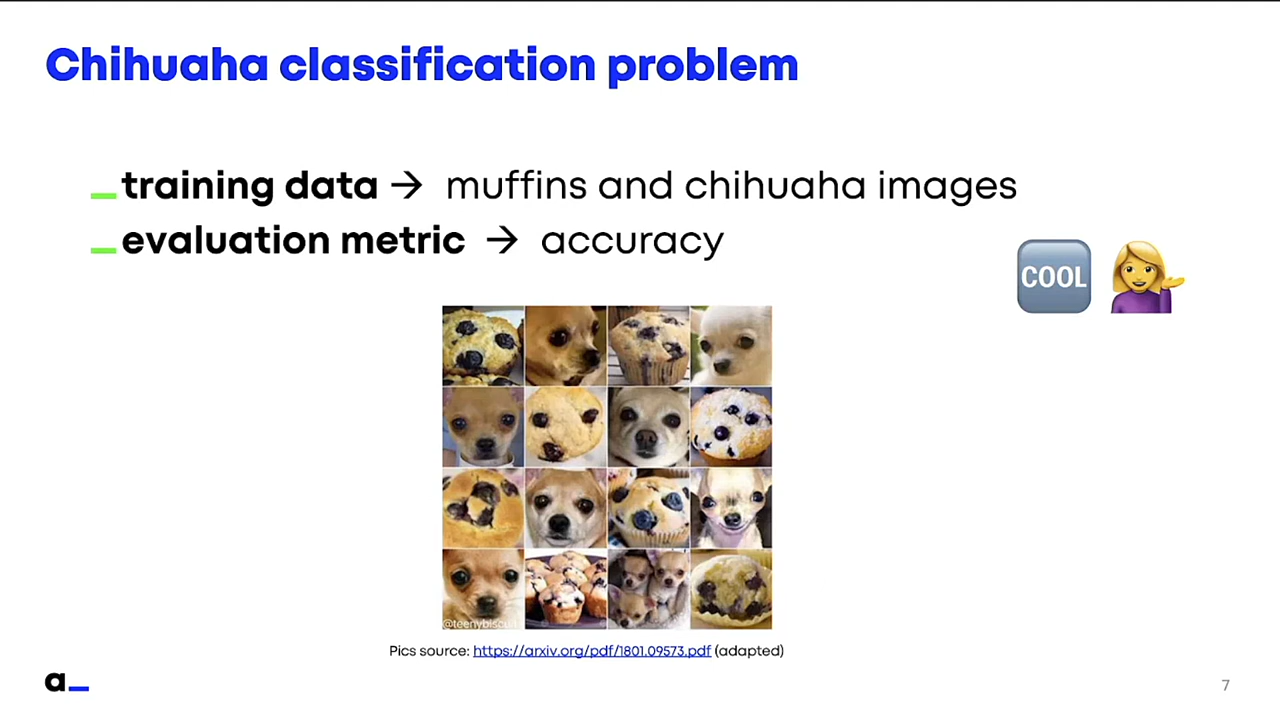 Chihuaha classification problem
_training data → muffins and chihuaha images
_evaluation metric → accuracy
COOL
@teenybiscuit
Pics source: https://arxiv.org/pdf/1801.09573.pdf (adapted)
a_
7